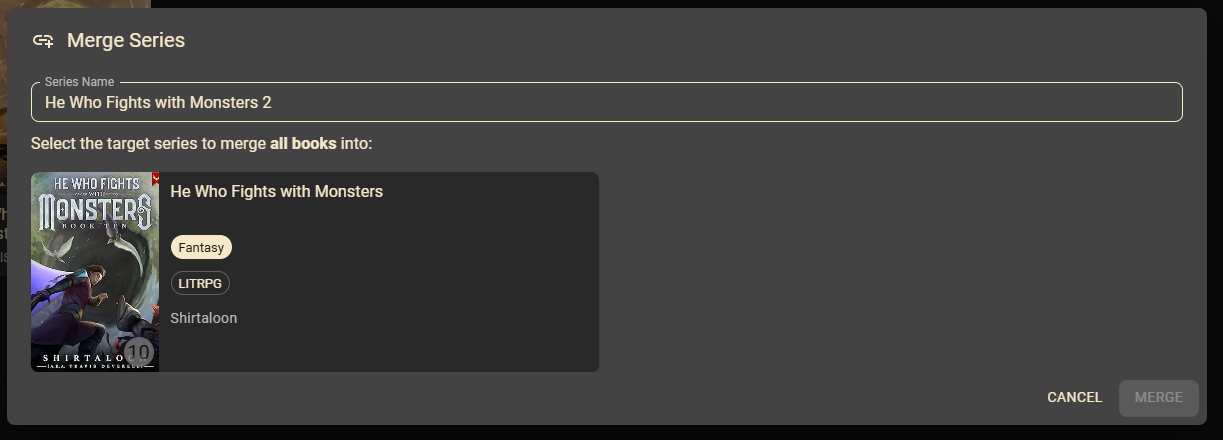 Merge Series
Series Name
He Who Fights with Monsters 2
Select the target series to merge all books into:
HE WHO FIGHTS
WITH
MONSTERS
BOOK TEN
SHIRTALO
(A.K.A. TRAVIS DEVERELL)
10
He Who Fights with Monsters
Fantasy
LITRPG
Shirtaloon
CANCEL
MERGE